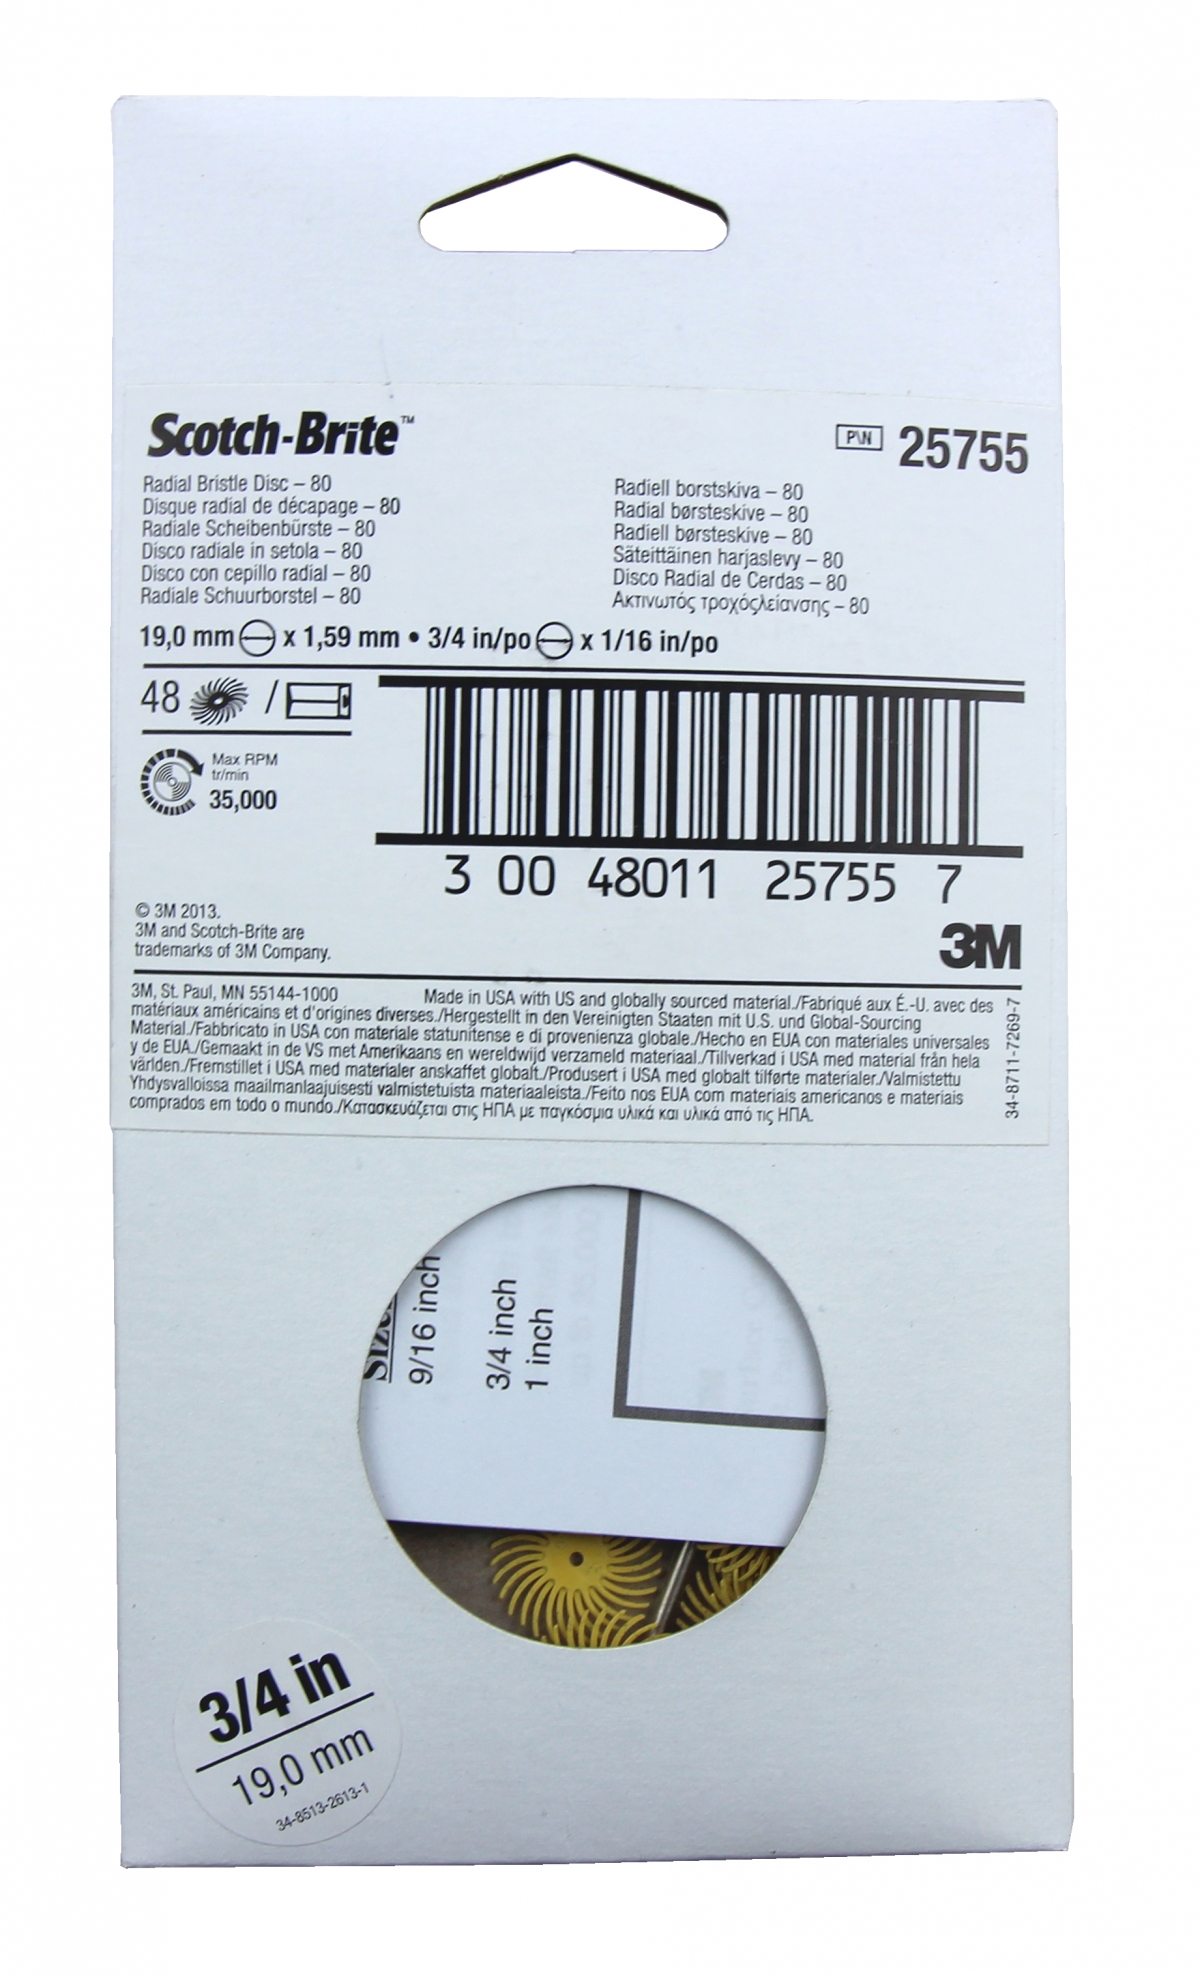 Scotch-Brite™
P\N 25755
Radial Bristle Disc – 80
Disque radial de décapage – 80
Radiale Scheibenbürste – 80
Disco radiale in setola – 80
Disco con cepillo radial – 80
Radiale Schuurborstel – 80
Radiell borstskiva – 80
Radial børsteskive – 80
Radiell børsteskive – 80
Säteittäinen harjaslevy – 80
Disco Radial de Cerdas – 80
Ακτινωτός τροχόςλείανσης – 80
19,0 mm x 1,59 mm • 3/4 in/po x 1/16 in/po
48 /
Max RPM
tr/min
35,000
3 00 48011 25755 7
© 3M 2013.
3M and Scotch-Brite are
trademarks of 3M Company.
3M
3M, St. Paul, MN 55144-1000 Made in USA with US and globally sourced material./Fabriqué aux É.-U. avec des
matériaux américains et d'origines diverses./Hergestellt in den Vereinigten Staaten mit U.S. und Global-Sourcing
Material./Fabbricato in USA con materiale statunitense e di provenienza globale./Hecho en EUA con materiales universales
y de EUA./Gemaakt in de VS met Amerikaans en wereldwijd verzameld materiaal./Tillverkad i USA med material från hela
världen./Fremstillet i USA med materialer anskaffet globalt./Produsert i USA med globalt tilførte materialer./Valmistettu
Yhdysvalloissa maailmanlaajuisesti valmistetuista materiaaleista./Feito nos EUA com materiais americanos e materiais
comprados em todo o mundo./Κατασκευάζεται στις ΗΠΑ με παγκόσμια υλικά και υλικά από τις ΗΠΑ.
34-8711-7269-7
9/16 inch
3/4 inch
1 inch
3/4 in
19,0 mm
34-8513-2613-1